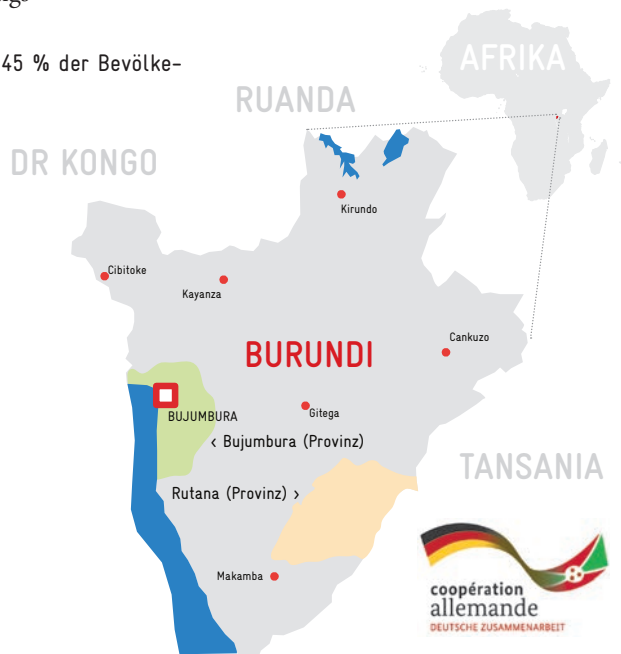 45 % der Bevölke–
AFRIKA
RUANDA
DR KONGO
Kirundo
Cibitoke
Kayanza
Cankuzo
BURUNDI
BUJUMBURA
Gitega
‹ Bujumbura (Provinz)
TANSANIA
Rutana (Provinz) ›
Makamba
coopération
allemande
DEUTSCHE ZUSAMMENARBEIT